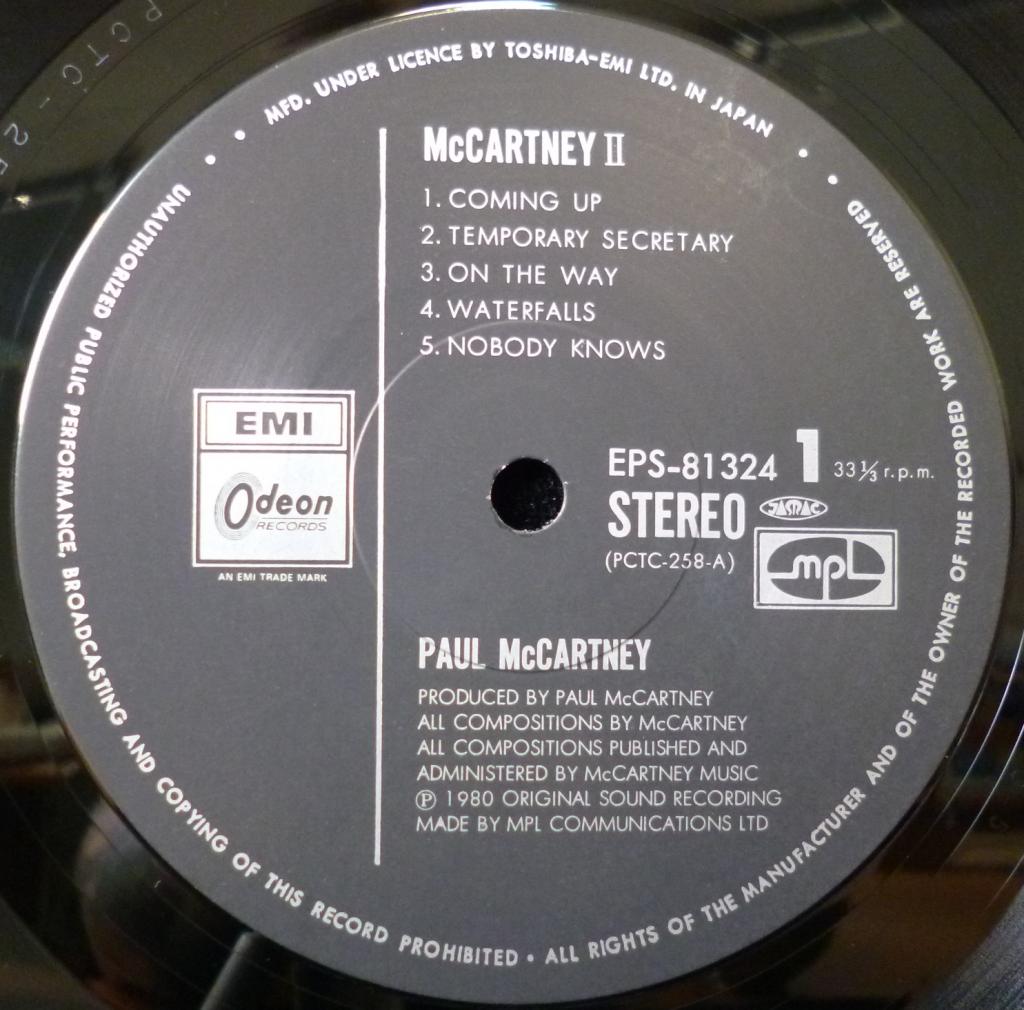 PCTC-25
MFD. UNDER LICENCE BY TOSHIBA-EMI LTD. IN JAPAN
McCARTNEY II
1. COMING UP
2. TEMPORARY SECRETARY
3. ON THE WAY
4. WATERFALLS
5. NOBODY KNOWS
EMI
Odeon
RECORDS
AN EMI TRADE MARK
EPS-81324 1 33⅓ r.p.m.
STEREO JASRAC
(PCTC-258-A) mpl
PAUL McCARTNEY
PRODUCED BY PAUL McCARTNEY
ALL COMPOSITIONS BY McCARTNEY
ALL COMPOSITIONS PUBLISHED AND
ADMINISTERED BY McCARTNEY MUSIC
Ⓟ 1980 ORIGINAL SOUND RECORDING
MADE BY MPL COMMUNICATIONS LTD
UNAUTHORIZED PUBLIC PERFORMANCE, BROADCASTING AND COPYING OF THIS RECORD PROHIBITED • ALL RIGHTS OF THE MANUFACTURER AND OF THE OWNER OF THE RECORDED WORK ARE RESERVED